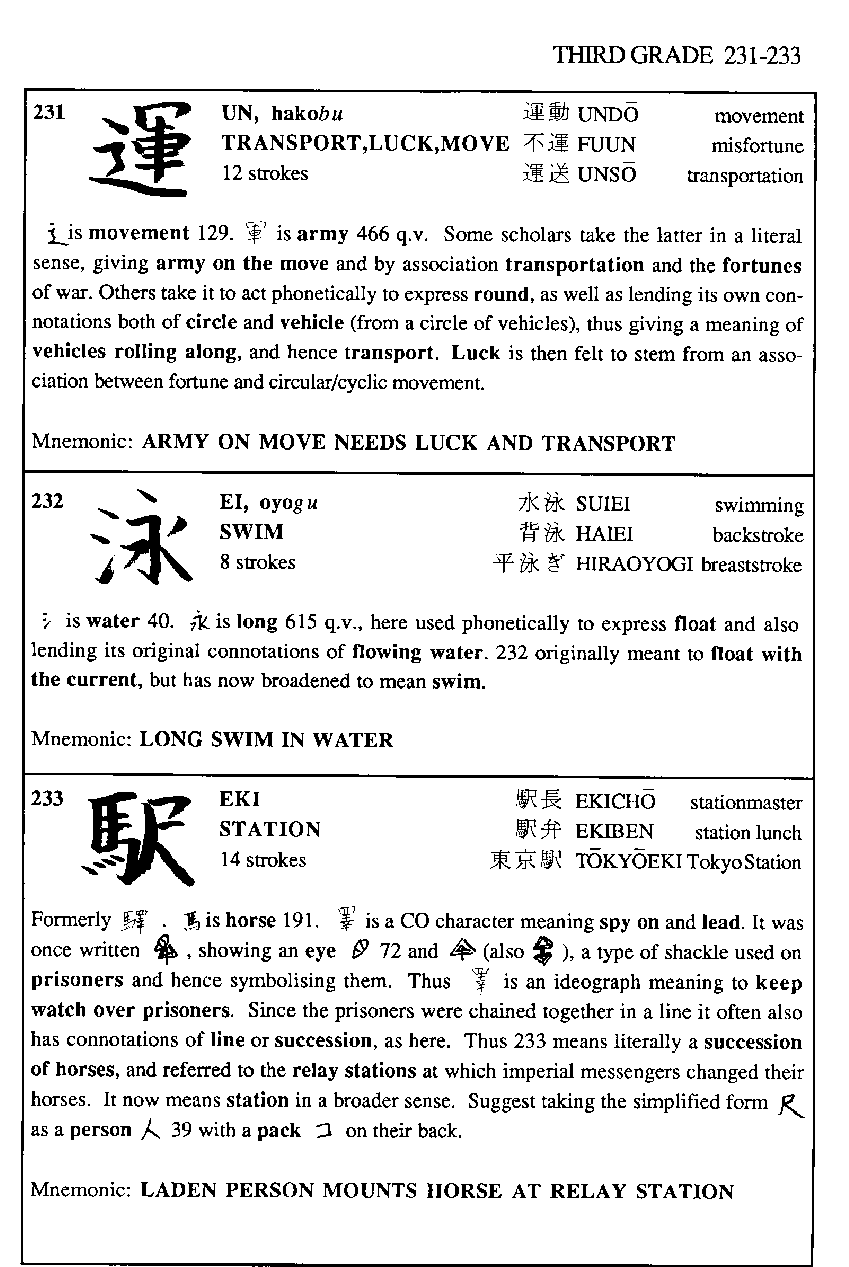 THIRD GRADE 231-233
231 運 UN, hakobu 運動 UNDŌ movement
TRANSPORT,LUCK,MOVE 不運 FUUN misfortune
12 strokes 運送 UNSŌ transportation
辶 is movement 129. 軍 is army 466 q.v. Some scholars take the latter in a literal
sense, giving army on the move and by association transportation and the fortunes
of war. Others take it to act phonetically to express round, as well as lending its own con-
notations both of circle and vehicle (from a circle of vehicles), thus giving a meaning of
vehicles rolling along, and hence transport. Luck is then felt to stem from an asso-
ciation between fortune and circular/cyclic movement.
Mnemonic: ARMY ON MOVE NEEDS LUCK AND TRANSPORT
232 泳 EI, oyogu 水泳 SUIEI swimming
SWIM 背泳 HAIEI backstroke
8 strokes 平泳ぎ HIRAOYOGI breaststroke
氵 is water 40. 永 is long 615 q.v., here used phonetically to express float and also
lending its original connotations of flowing water. 232 originally meant to float with
the current, but has now broadened to mean swim.
Mnemonic: LONG SWIM IN WATER
233 駅 EKI 駅長 EKICHŌ stationmaster
STATION 駅弁 EKIBEN station lunch
14 strokes 東京駅 TŌKYŌEKI Tokyo Station
Formerly 驛. 馬 is horse 191. 睪 is a CO character meaning spy on and lead. It was
once written , showing an eye 72 and (also ), a type of shackle used on
prisoners and hence symbolising them. Thus 睪 is an ideograph meaning to keep
watch over prisoners. Since the prisoners were chained together in a line it often also
has connotations of line or succession, as here. Thus 233 means literally a succession
of horses, and referred to the relay stations at which imperial messengers changed their
horses. It now means station in a broader sense. Suggest taking the simplified form 尺
as a person 人 39 with a pack コ on their back.
Mnemonic: LADEN PERSON MOUNTS HORSE AT RELAY STATION